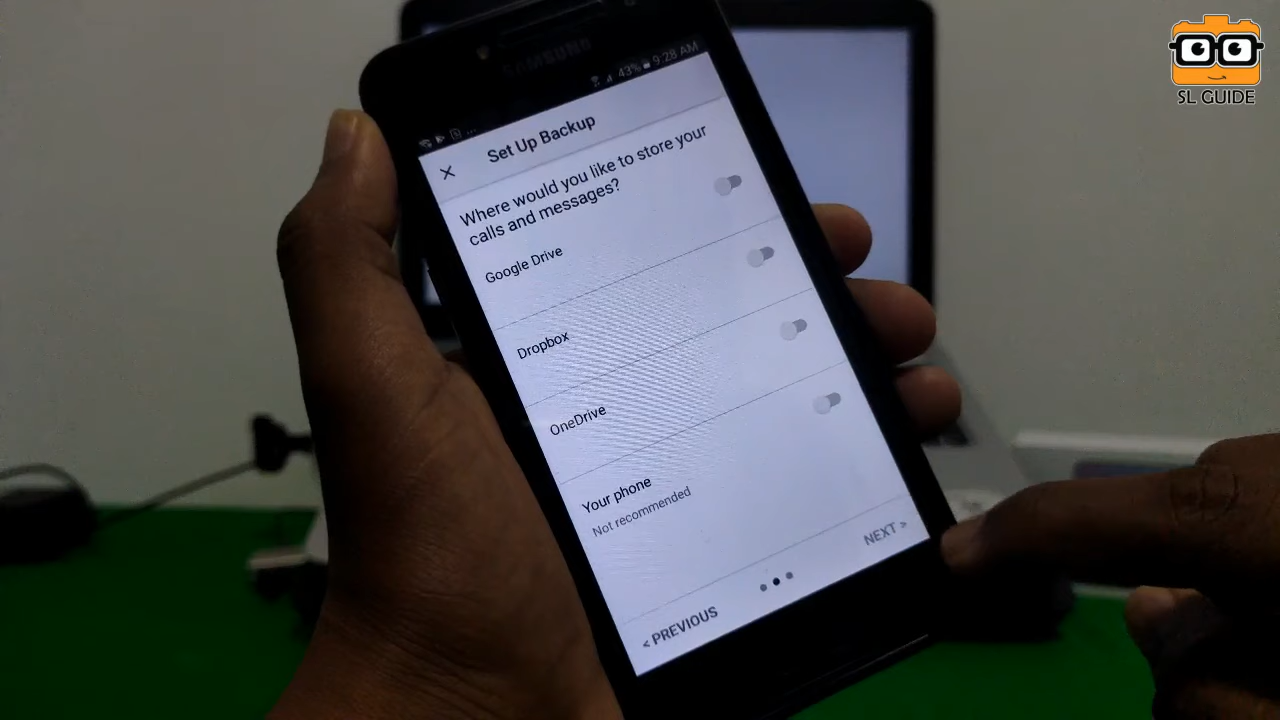 SL GUIDE
SAMSUNG
43% 9:28 AM
Set Up Backup
Where would you like to store your
calls and messages?
Google Drive
Dropbox
OneDrive
Your phone
Not recommended
NEXT >
< PREVIOUS